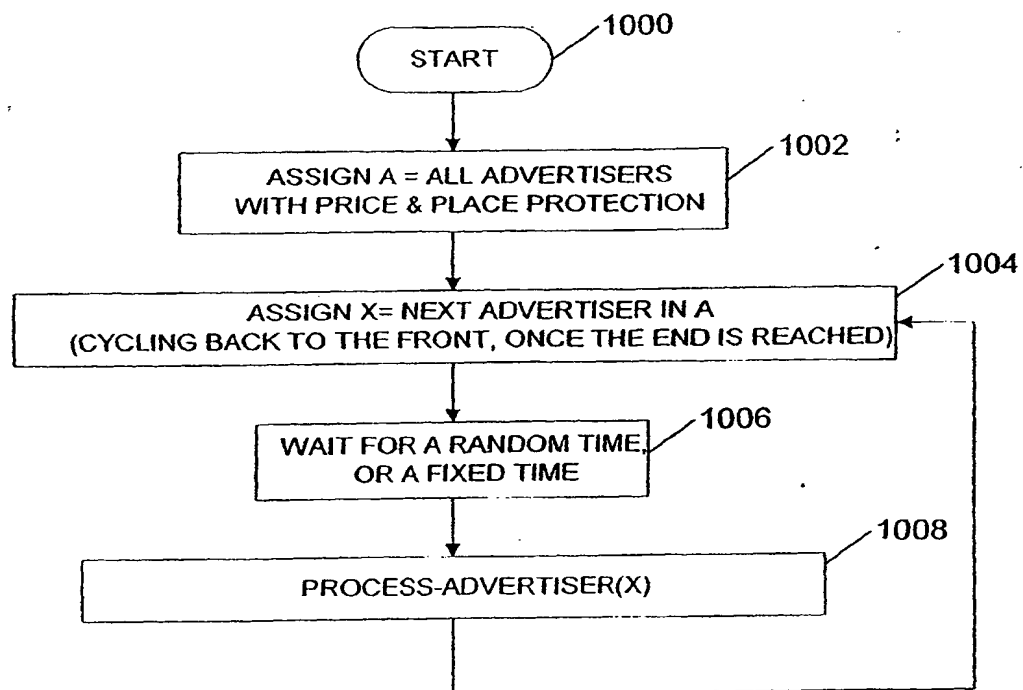 1000
START
1002
ASSIGN A = ALL ADVERTISERS
WITH PRICE & PLACE PROTECTION
1004
ASSIGN X= NEXT ADVERTISER IN A
(CYCLING BACK TO THE FRONT, ONCE THE END IS REACHED)
1006
WAIT FOR A RANDOM TIME,
OR A FIXED TIME
1008
PROCESS-ADVERTISER(X)